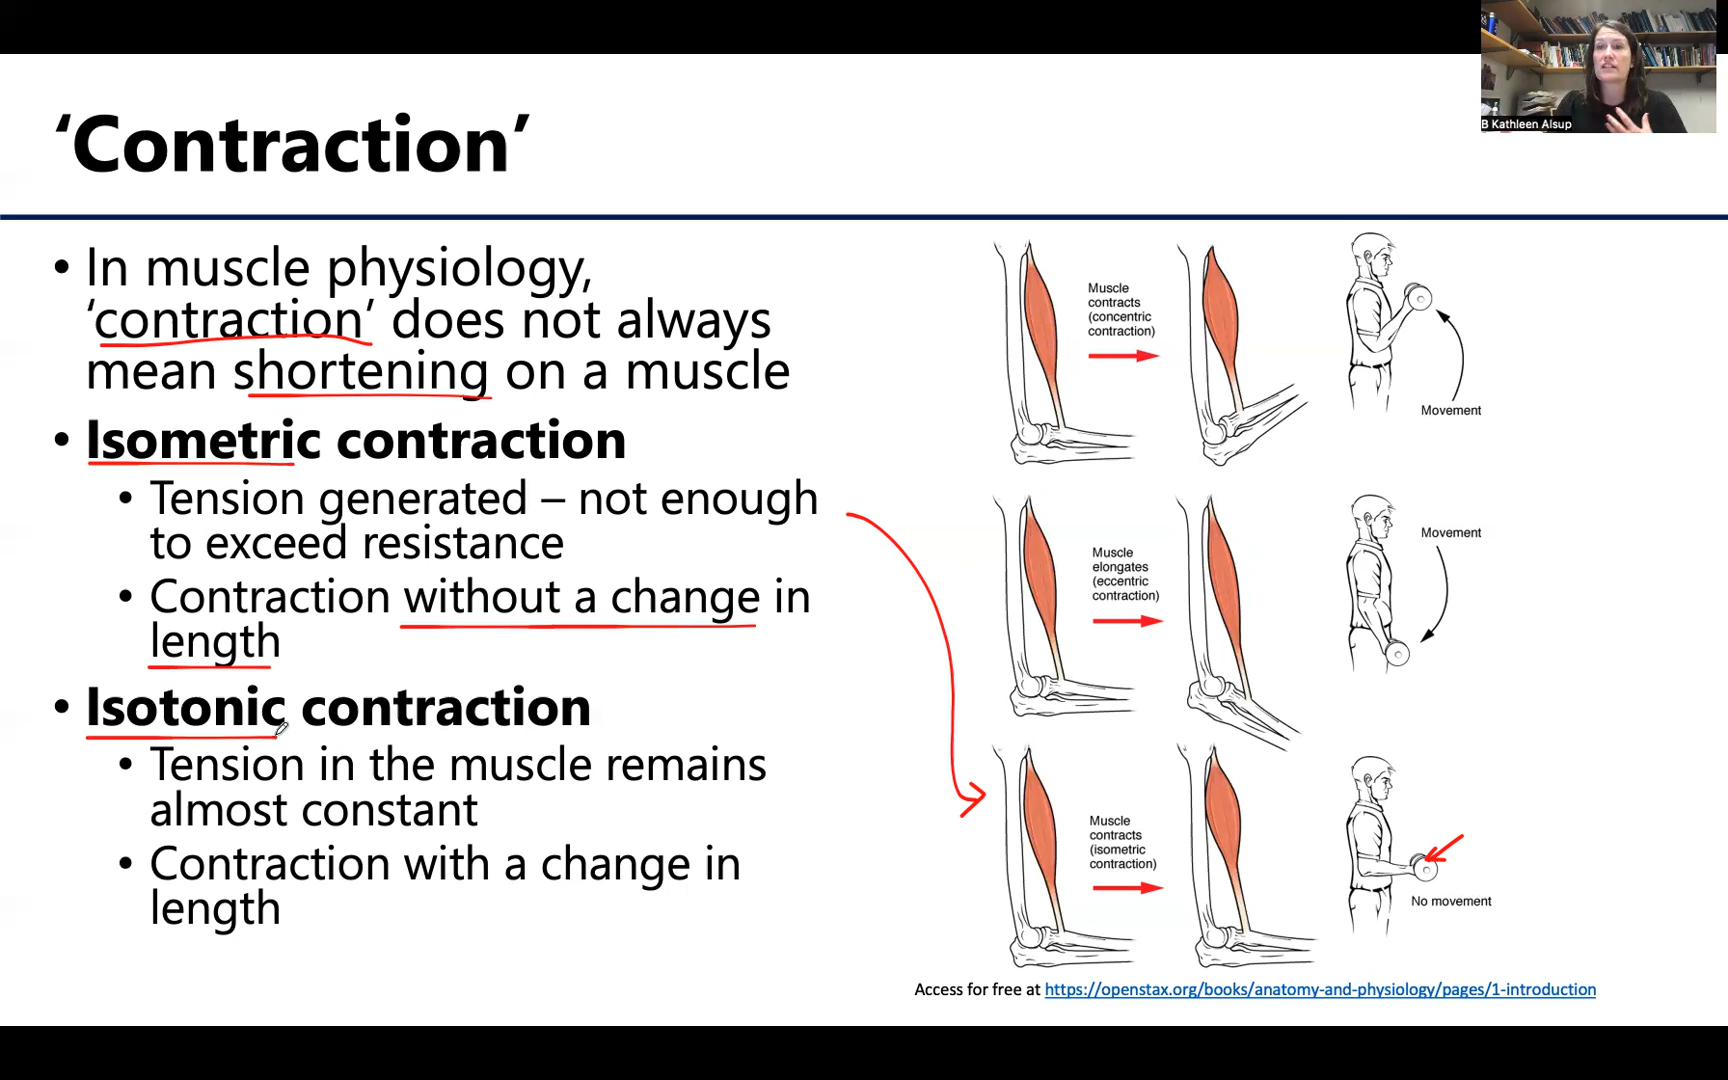 B Kathleen Alsup
‘Contraction’
• In muscle physiology,
‘contraction’ does not always
mean shortening on a muscle
• Isometric contraction
• Tension generated – not enough
to exceed resistance
• Contraction without a change in
length
• Isotonic contraction
• Tension in the muscle remains
almost constant
• Contraction with a change in
length
Muscle
contracts
(concentric
contraction)
Movement
Muscle
elongates
(eccentric
contraction)
Movement
Muscle
contracts
(isometric
contraction)
No movement
Access for free at https://openstax.org/books/anatomy-and-physiology/pages/1-introduction